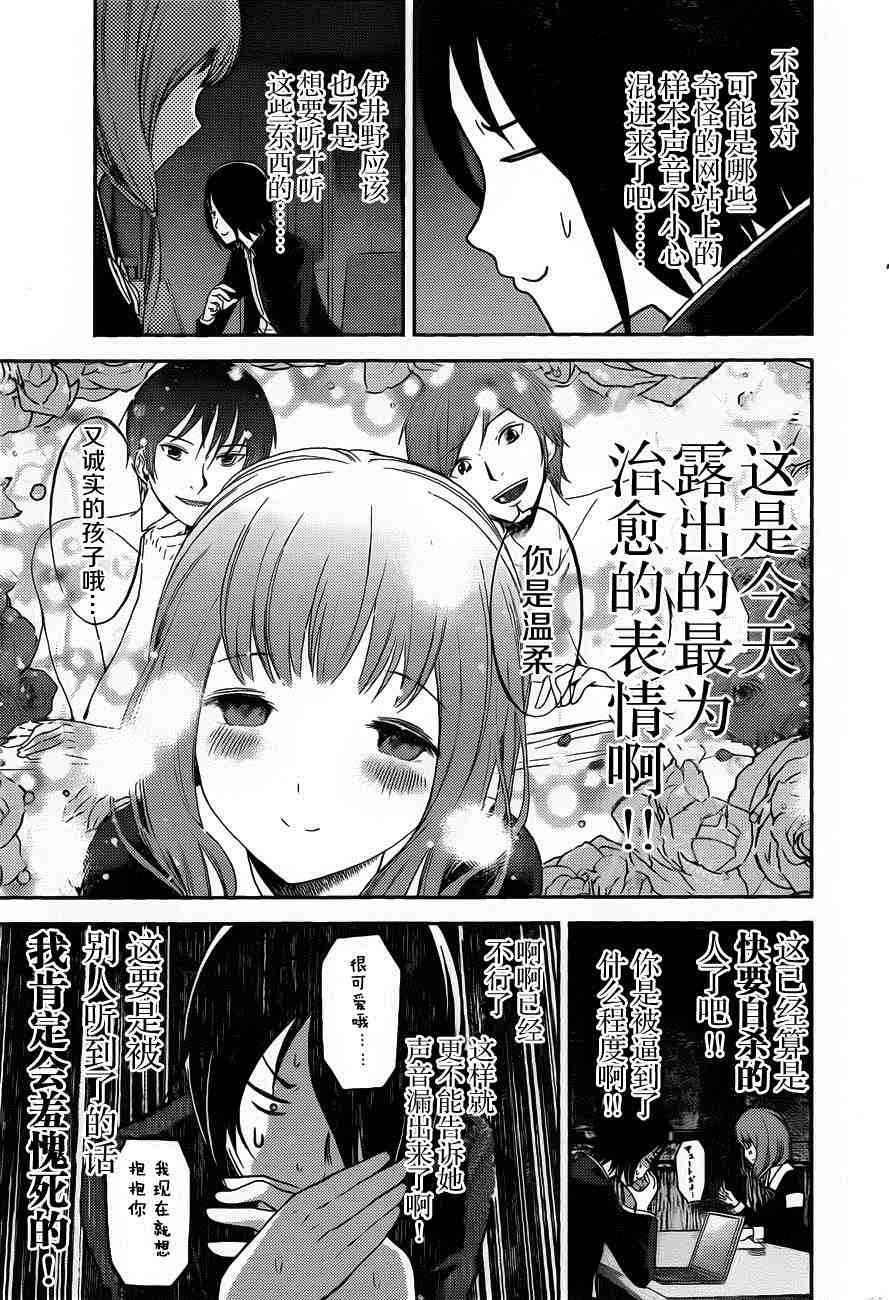 不对不对
可能是哪些
奇怪的网站上的
样本声音不小心
混进来了吧……
伊井野应该
也不是
想要听才听
这些东西的……
这是今天
露出的最为
治愈的表情啊!!
你是温柔
又诚实的孩子哦…
这已经算是
快要自杀的
人了吧!!
你是被逼到了
什么程度啊!!
啊啊已经
不行了
这样就
更不能告诉她
声音漏出来了啊！
很可爱哦……
我现在就想
抱抱你
这要是被
别人听到了的话
我肯定会羞愧死的！